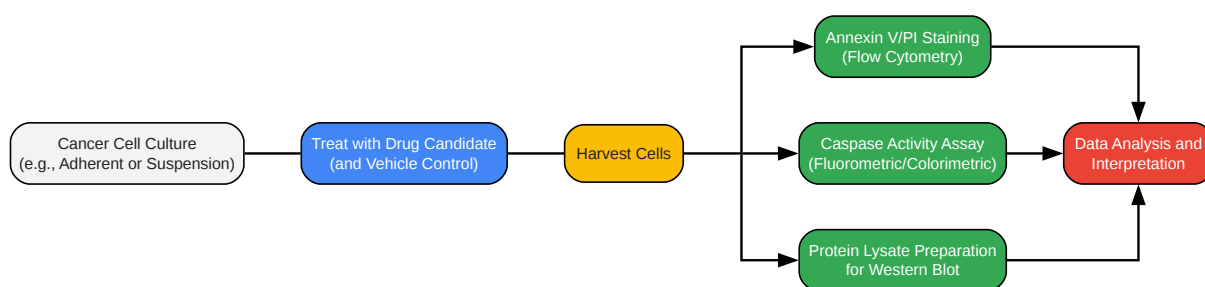 Cancer Cell Culture
(e.g., Adherent or Suspension)
Treat with Drug Candidate
(and Vehicle Control)
Harvest Cells
Annexin V/PI Staining
(Flow Cytometry)
Caspase Activity Assay
(Fluorometric/Colorimetric)
Protein Lysate Preparation
for Western Blot
Data Analysis and
Interpretation